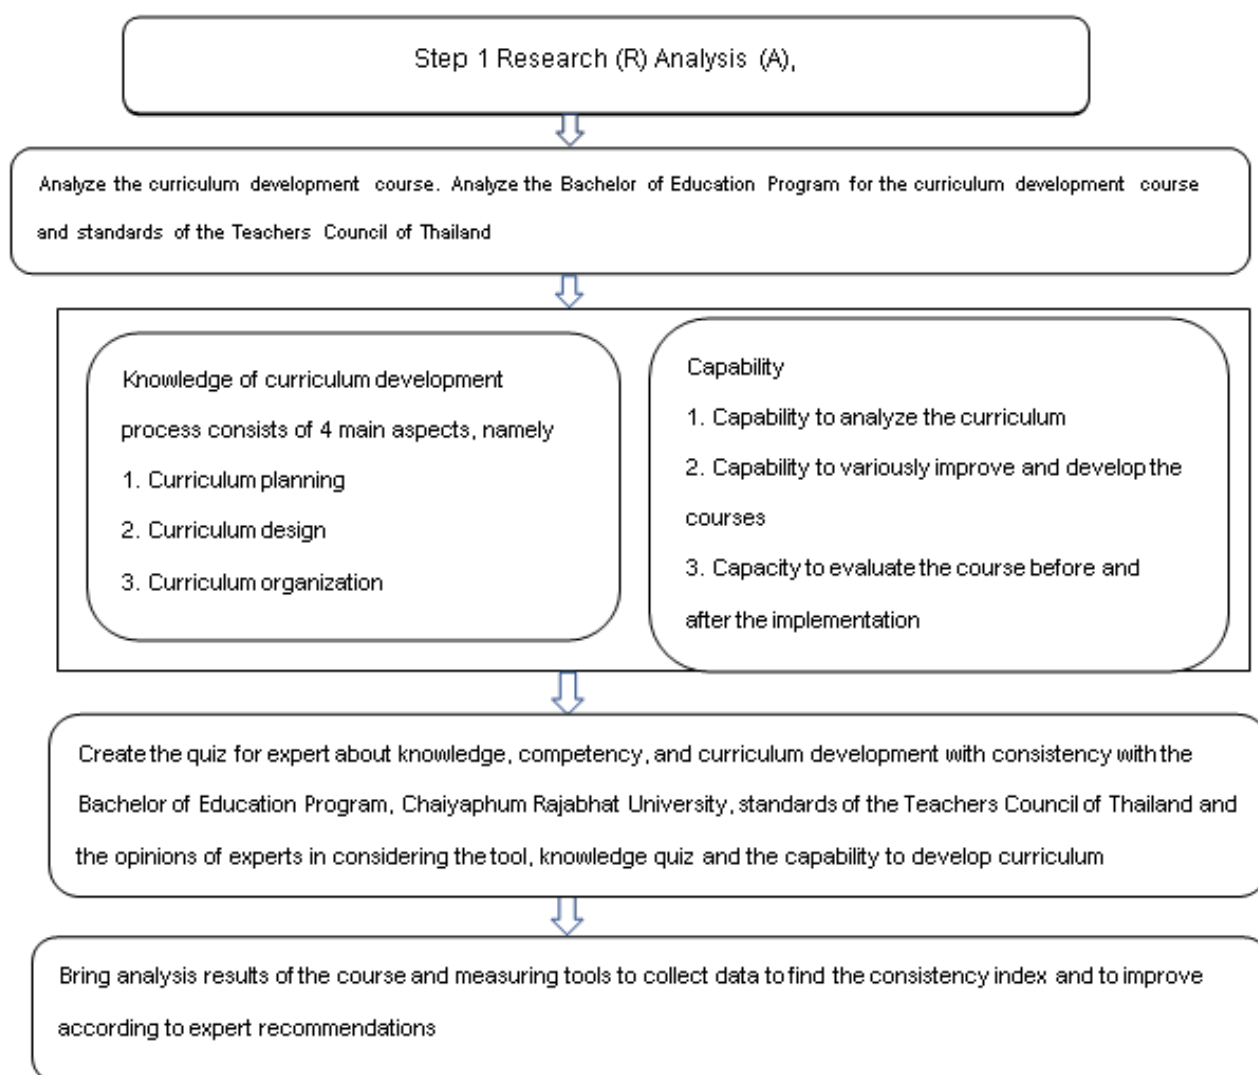 Step 1 Research (R) Analysis (A),
Analyze the curriculum development course. Analyze the Bachelor of Education Program for the curriculum development course
and standards of the Teachers Council of Thailand
Knowledge of curriculum development
process consists of 4 main aspects, namely
1. Curriculum planning
2. Curriculum design
3. Curriculum organization
Capability
1. Capability to analyze the curriculum
2. Capability to variously improve and develop the
courses
3. Capacity to evaluate the course before and
after the implementation
Create the quiz for expert about knowledge, competency, and curriculum development with consistency with the
Bachelor of Education Program, Chaiyaphum Rajabhat University, standards of the Teachers Council of Thailand and
the opinions of experts in considering the tool, knowledge quiz and the capability to develop curriculum
Bring analysis results of the course and measuring tools to collect data to find the consistency index and to improve
according to expert recommendations